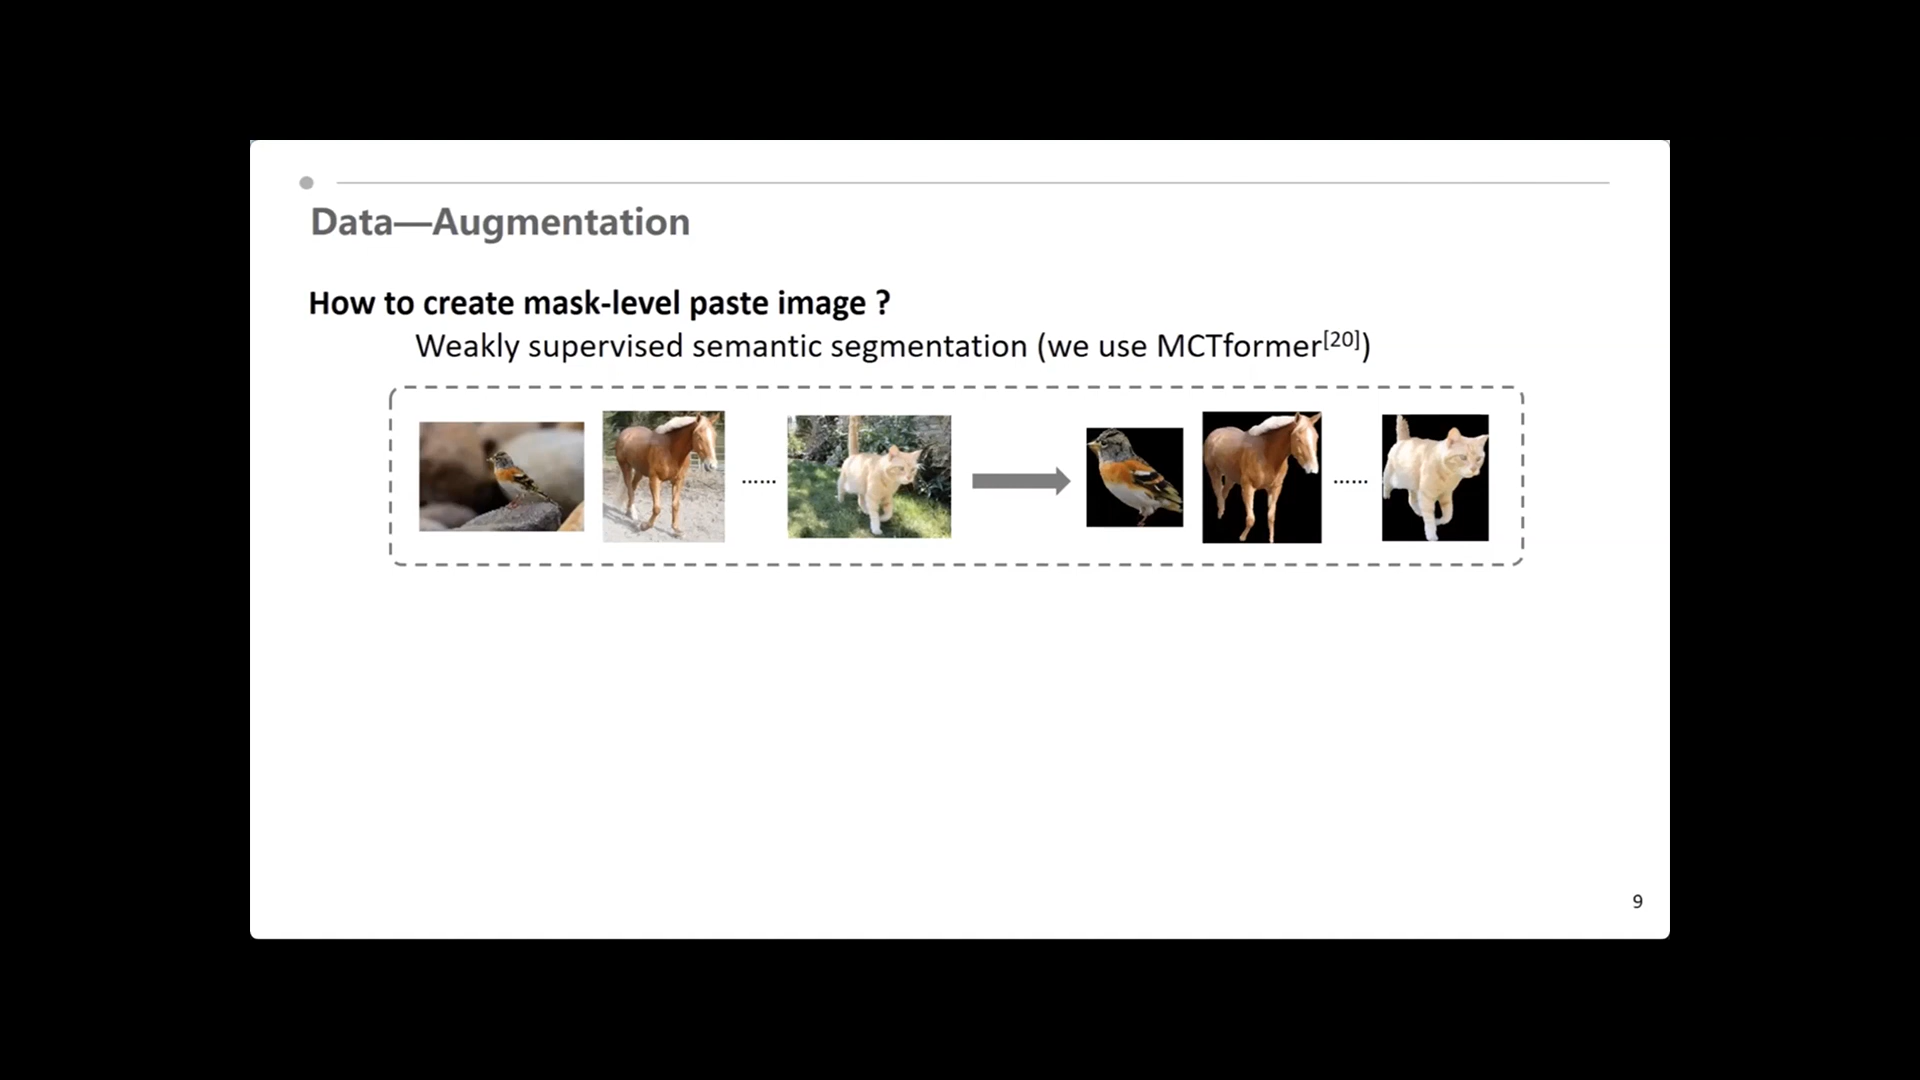 Data—Augmentation
How to create mask-level paste image ?
Weakly supervised semantic segmentation (we use MCTformer[20])
...... ......
9